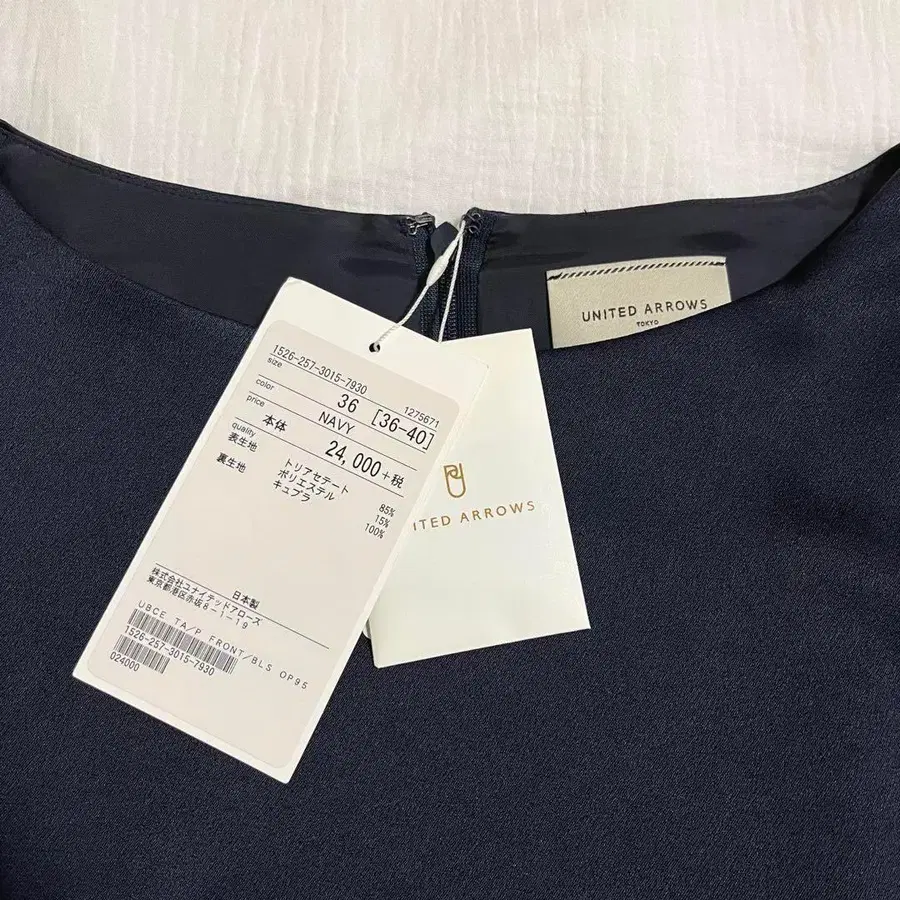 UNITED ARROWS
TOKYO
1526-257-3015-7930
size
1275671
36 [36-40]
color
NAVY
price
本体 24,000+税
quality
表生地 トリアセテート 85%
ポリエステル 15%
裏生地 キュプラ 100%
日本製
株式会社ユナイテッドアローズ
東京都港区赤坂8-1-19
UBCE TA/P FRONT/BLS OP95
1526-257-3015-7930
024000
ITED ARROWS